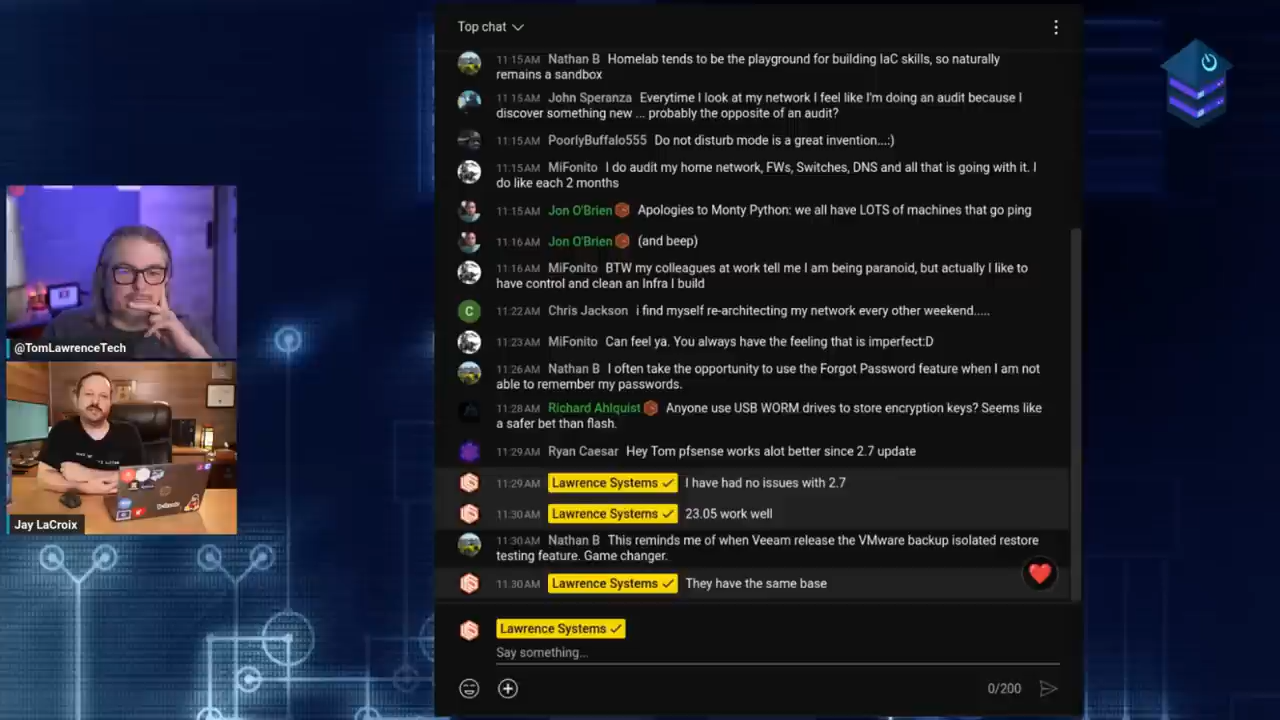 Top chat
11:15 AM Nathan B Homelab tends to be the playground for building IaC skills, so naturally
remains a sandbox
11:15 AM John Speranza Everytime I look at my network I feel like I'm doing an audit because I
discover something new ... probably the opposite of an audit?
11:15 AM PoorlyBuffalo555 Do not disturb mode is a great invention...:)
11:15 AM MiFonito I do audit my home network, FWs, Switches, DNS and all that is going with it. I
do like each 2 months
11:15 AM Jon O'Brien Apologies to Monty Python: we all have LOTS of machines that go ping
11:16 AM Jon O'Brien (and beep)
11:16 AM MiFonito BTW my colleagues at work tell me I am being paranoid, but actually I like to
have control and clean an Infra I build
C 11:22 AM Chris Jackson i find myself re-architecting my network every other weekend.....
11:23 AM MiFonito Can feel ya. You always have the feeling that is imperfect:D
11:26 AM Nathan B I often take the opportunity to use the Forgot Password feature when I am not
able to remember my passwords.
11:28 AM Richard Ahlquist Anyone use USB WORM drives to store encryption keys? Seems like
a safer bet than flash.
11:29 AM Ryan Caesar Hey Tom pfsense works alot better since 2.7 update
11:29 AM Lawrence Systems ✓ I have had no issues with 2.7
11:30 AM Lawrence Systems ✓ 23.05 work well
11:30 AM Nathan B This reminds me of when Veeam release the VMware backup isolated restore
testing feature. Game changer.
11:30 AM Lawrence Systems ✓ They have the same base
Lawrence Systems ✓
Say something...
0/200
@TomLawrenceTech
Jay LaCroix